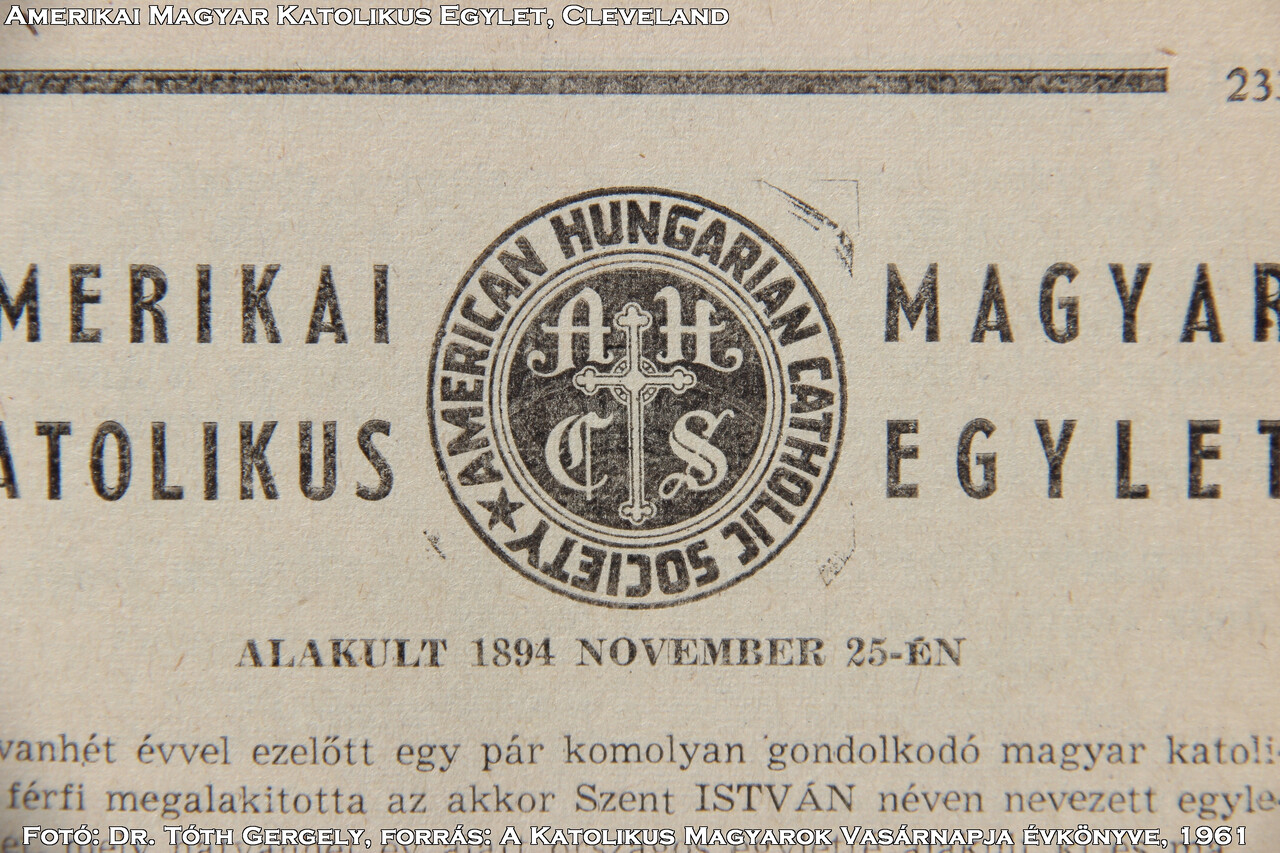 Amerikai Magyar Katolikus Egylet, Cleveland
MERIKAI MAGYAR
ATOLIKUS EGYLET
AMERICAN HUNGARIAN CATHOLIC SOCIETY ★
A H
C S
ALAKULT 1894 NOVEMBER 25-ÉN
vanhét évvel ezelőtt egy pár komolyan gondolkodó magyar katoli-
férfi megalakitotta az akkor Szent ISTVÁN néven nevezett egyle-
Fotó: Dr. Tóth Gergely, forrás: A Katolikus Magyarok Vasárnapja évkönyve, 1961